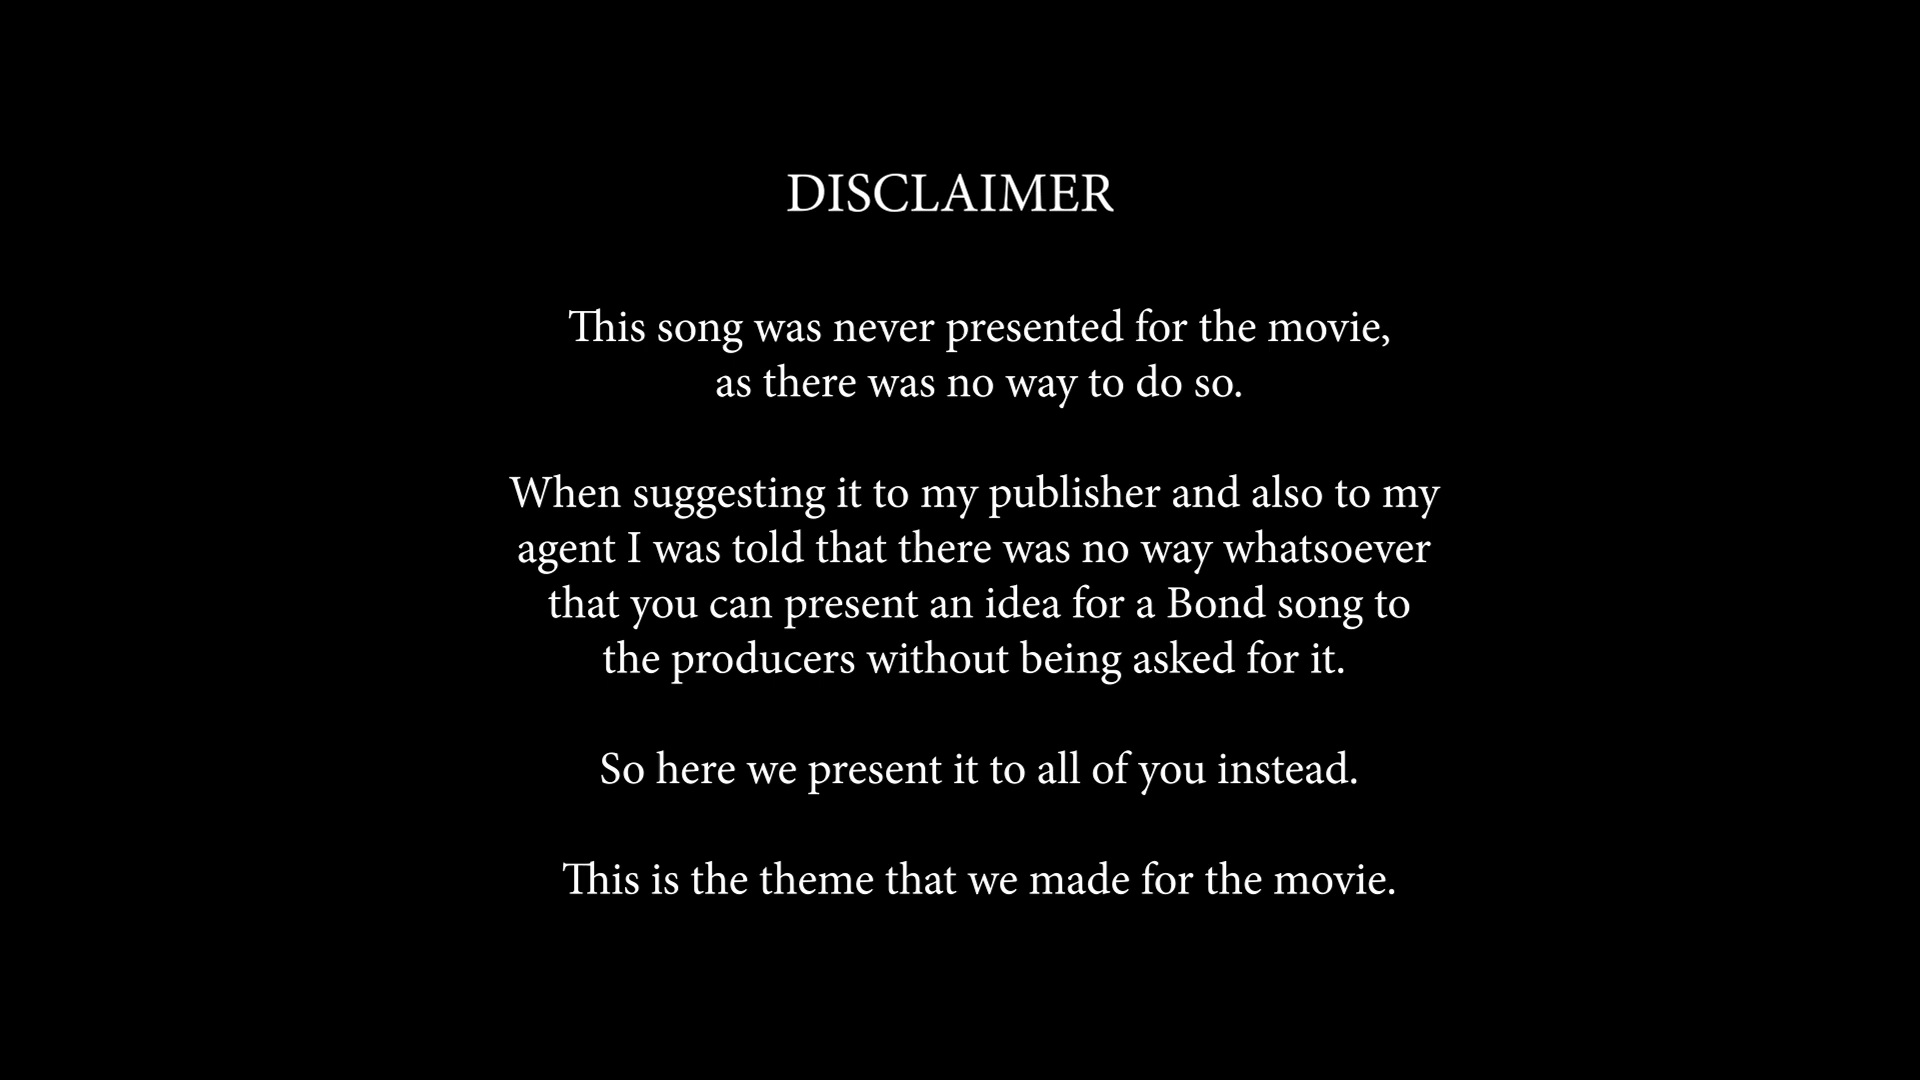 DISCLAIMER
This song was never presented for the movie,
as there was no way to do so.
When suggesting it to my publisher and also to my
agent I was told that there was no way whatsoever
that you can present an idea for a Bond song to
the producers without being asked for it.
So here we present it to all of you instead.
This is the theme that we made for the movie.